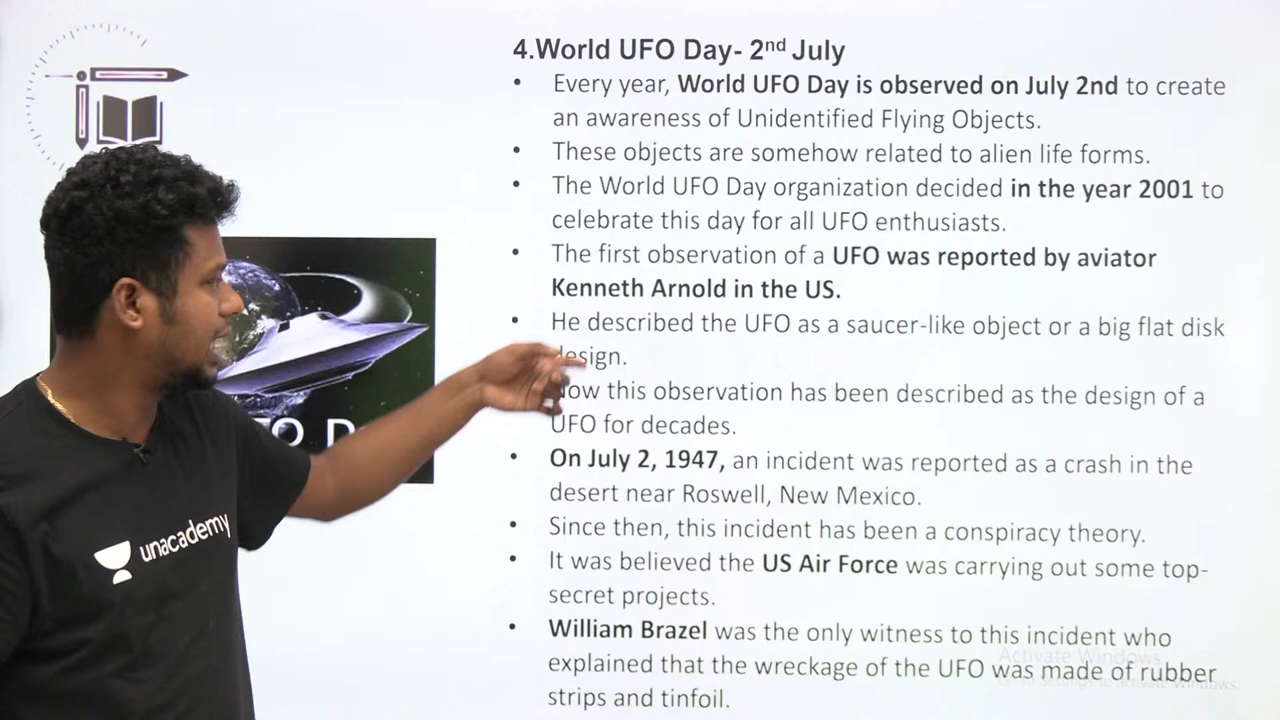 4.World UFO Day- 2nd July
• Every year, World UFO Day is observed on July 2nd to create
an awareness of Unidentified Flying Objects.
• These objects are somehow related to alien life forms.
• The World UFO Day organization decided in the year 2001 to
celebrate this day for all UFO enthusiasts.
• The first observation of a UFO was reported by aviator
Kenneth Arnold in the US.
• He described the UFO as a saucer-like object or a big flat disk
design.
Now this observation has been described as the design of a
UFO for decades.
• On July 2, 1947, an incident was reported as a crash in the
desert near Roswell, New Mexico.
• Since then, this incident has been a conspiracy theory.
• It was believed the US Air Force was carrying out some top-
secret projects.
• William Brazel was the only witness to this incident who
explained that the wreckage of the UFO was made of rubber
strips and tinfoil.
Activate Windows
unacademy